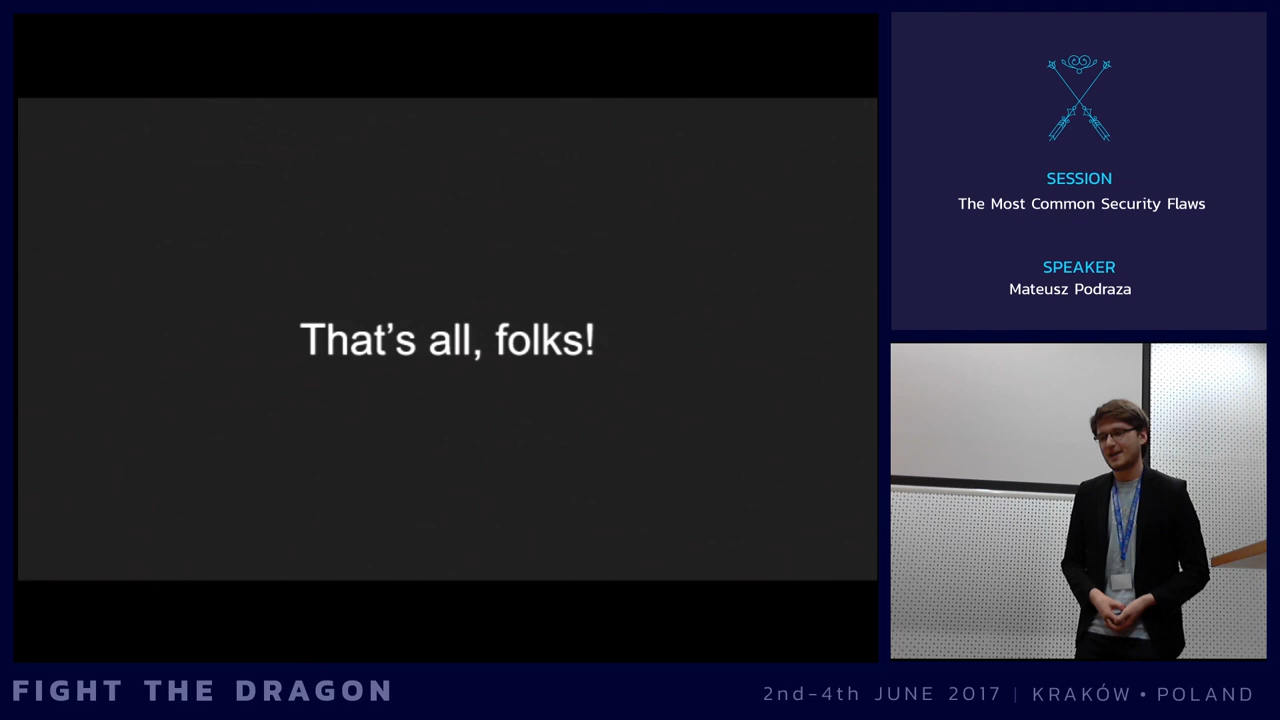 That's all, folks!
SESSION
The Most Common Security Flaws
SPEAKER
Mateusz Podraza
FIGHT THE DRAGON
2nd-4th JUNE 2017 | KRAKÓW • POLAND